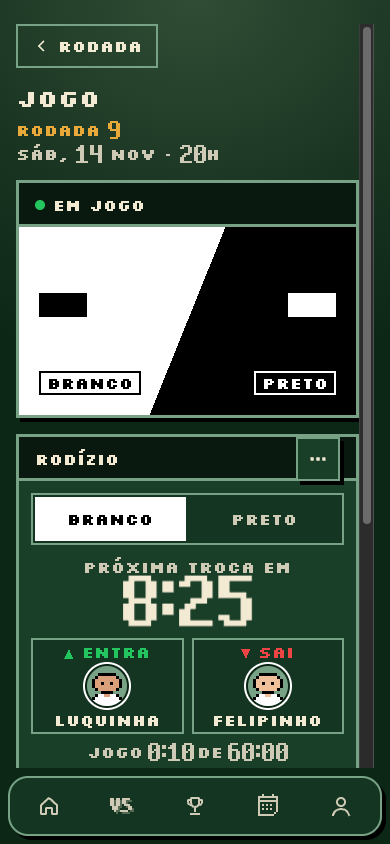 RODADA
JOGO
RODADA 9
SÁB, 14 NOV · 20H
EM JOGO
BRANCO PRETO
RODÍZIO ...
BRANCO PRETO
PRÓXIMA TROCA EM
8:25
▲ ENTRA ▼ SAI
LUQUINHA FELIPINHO
JOGO 0:10 DE 60:00
VS